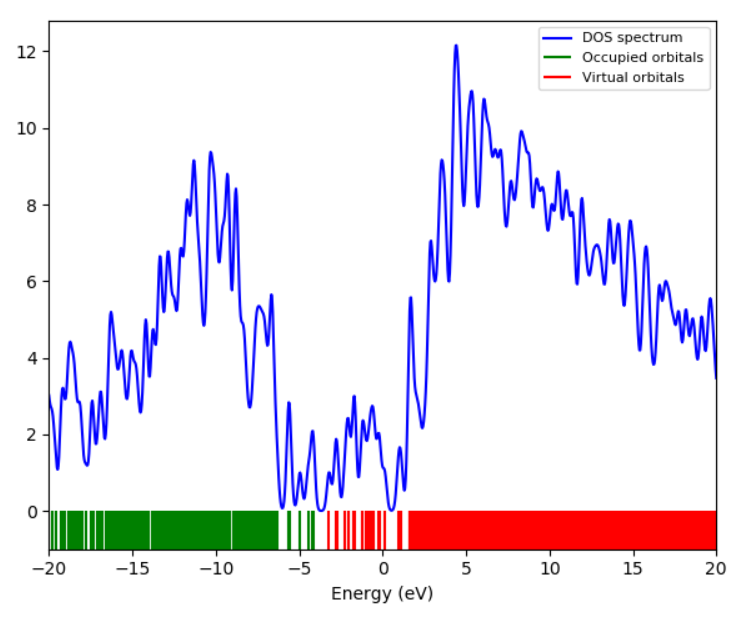 DOS spectrum
Occupied orbitals
Virtual orbitals
12
10
8
6
4
2
0
−20 −15 −10 −5 0 5 10 15 20
Energy (eV)